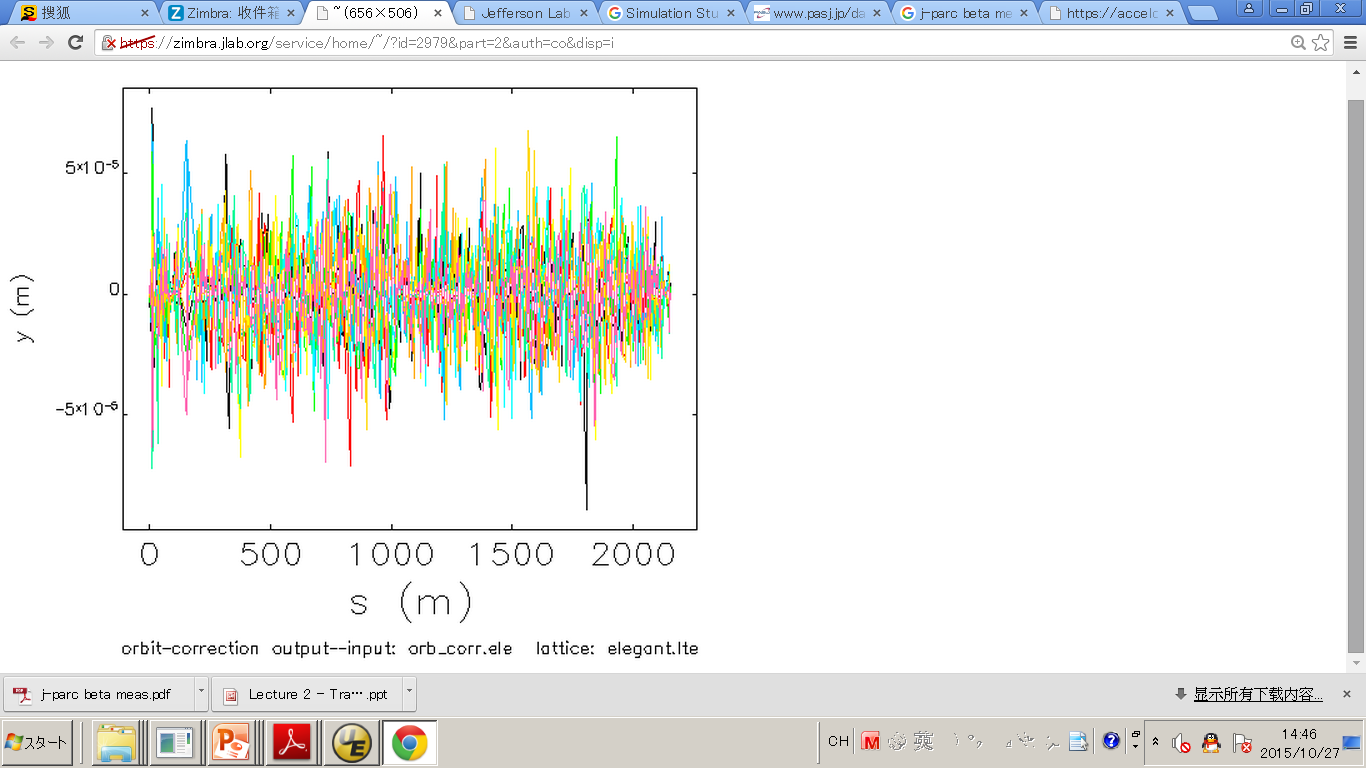 搜狐
Zimbra: 收件箱
~ (656×506)
Jefferson Lab
Simulation Stu
www.pasj.jp/da
j-parc beta me
https://accelc
https://zimbra.jlab.org/service/home/~/?id=2979&part=2&auth=co&disp=i
5×10⁻⁵
0
−5×10⁻⁵
y (m)
0 500 1000 1500 2000
s (m)
orbit-correction output--input: orb_corr.ele lattice: elegant.lte
j-parc beta meas.pdf
Lecture 2 - Tra….ppt
显示所有下载内容...
スタート
CH
英
14:46
2015/10/27